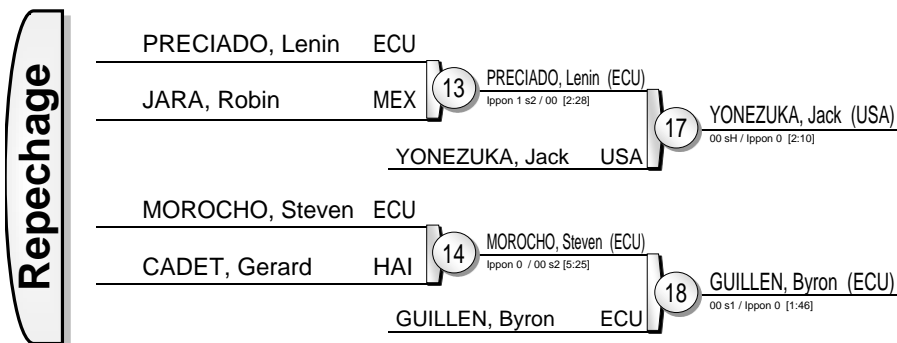 Repechage
PRECIADO, Lenin ECU
JARA, Robin MEX
13
PRECIADO, Lenin (ECU)
Ippon 1 s2 / 00 [2:28]
YONEZUKA, Jack USA
17
YONEZUKA, Jack (USA)
00 sH / Ippon 0 [2:10]
MOROCHO, Steven ECU
CADET, Gerard HAI
14
MOROCHO, Steven (ECU)
Ippon 0 / 00 s2 [5:25]
GUILLEN, Byron ECU
18
GUILLEN, Byron (ECU)
00 s1 / Ippon 0 [1:46]